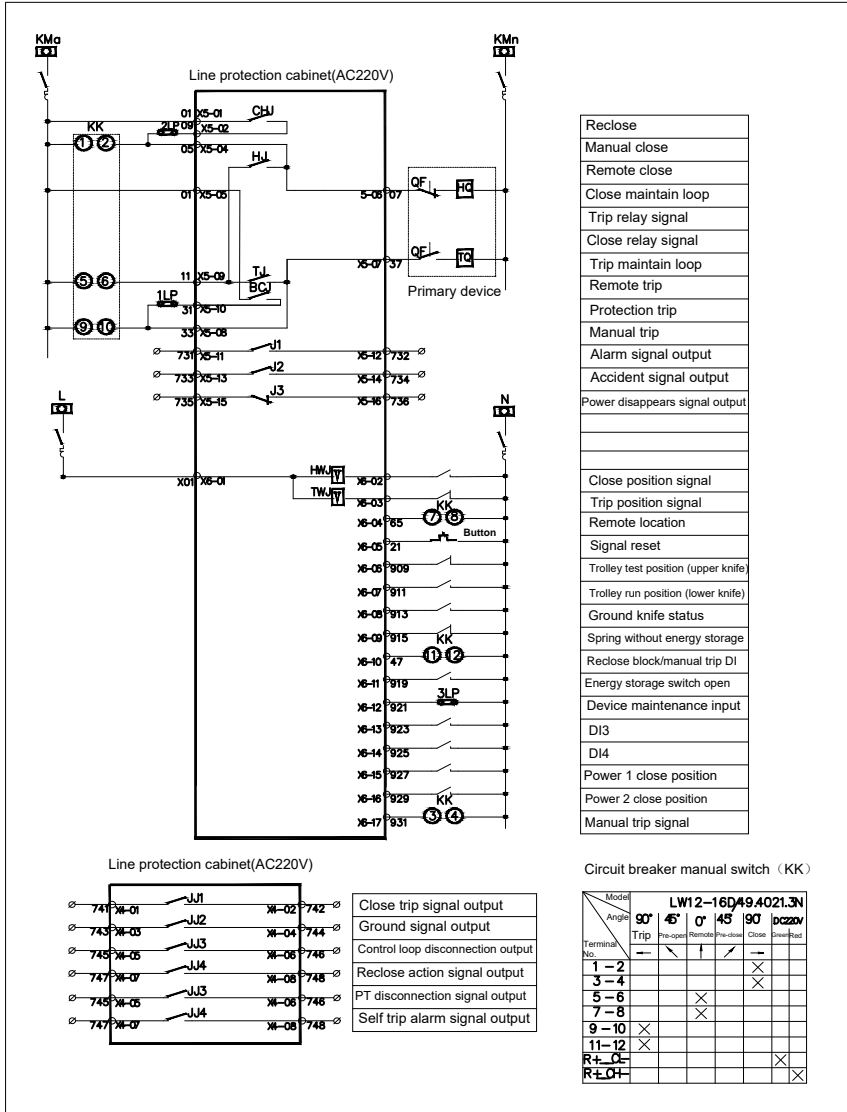 KMa
KMn
Line protection cabinet(AC220V)
01 X5-01 CHJ
KK 2LP 09 X5-02
1 2 05 X5-04
HJ
01 X5-05 5-06 07 QF HQ
QF
11 X5-09 TJ X5-07 37 TQ
5 6
BCJ
1LP 31 X5-10 Primary device
9 10 33 X5-08
731 X5-11 J1 X5-12 732
733 X5-13 J2 X5-14 734
735 X5-15 J3 X5-16 736
L
N
X01 X6-01 HWJ X6-02
TWJ X6-03
KK
X6-04 65 7 8
X6-05 21 Button
X6-06 909
X6-07 911
X6-08 913
X6-09 915
KK
X6-10 47 11 12
X6-11 919
3LP
X6-12 921
X6-13 923
X6-14 925
X6-15 927
X6-16 929
KK
X6-17 931 3 4
Reclose
Manual close
Remote close
Close maintain loop
Trip relay signal
Close relay signal
Trip maintain loop
Remote trip
Protection trip
Manual trip
Alarm signal output
Accident signal output
Power disappears signal output
Close position signal
Trip position signal
Remote location
Signal reset
Trolley test position (upper knife)
Trolley run position (lower knife)
Ground knife status
Spring without energy storage
Reclose block/manual trip DI
Energy storage switch open
Device maintenance input
DI3
DI4
Power 1 close position
Power 2 close position
Manual trip signal
Line protection cabinet(AC220V)
741 X4-01 JJ1 X4-02 742 Close trip signal output
743 X4-03 JJ2 X4-04 744 Ground signal output
745 X4-05 JJ3 X4-06 746 Control loop disconnection output
747 X4-07 JJ4 X4-08 748 Reclose action signal output
745 X4-05 JJ3 X4-06 746 PT disconnection signal output
747 X4-07 JJ4 X4-08 748 Self trip alarm signal output
Circuit breaker manual switch（KK）
Model LW12-16D/49.4021.3N
Angle 90° 45° 0° 45° 90° DC220V
Trip Pre-open Remote Pre-close Close Green Red
Terminal No.
1-2 X
3-4 X
5-6 X
7-8 X
9-10 X
11-12 X
R+_CL- X
R+_CH- X